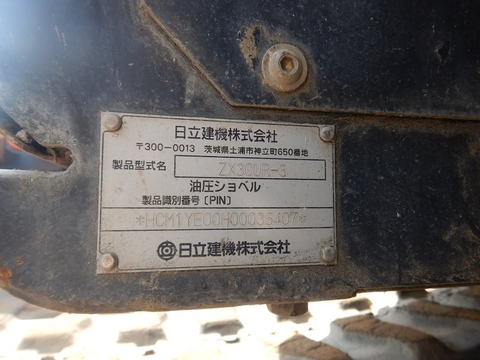 日立建機株式会社
〒300-0013 茨城県土浦市神立町650番地
製品型式名 ZX30UR-3
油圧ショベル
製品識別番号〔PIN〕
*HCM1YE00H00035407*
日立建機株式会社